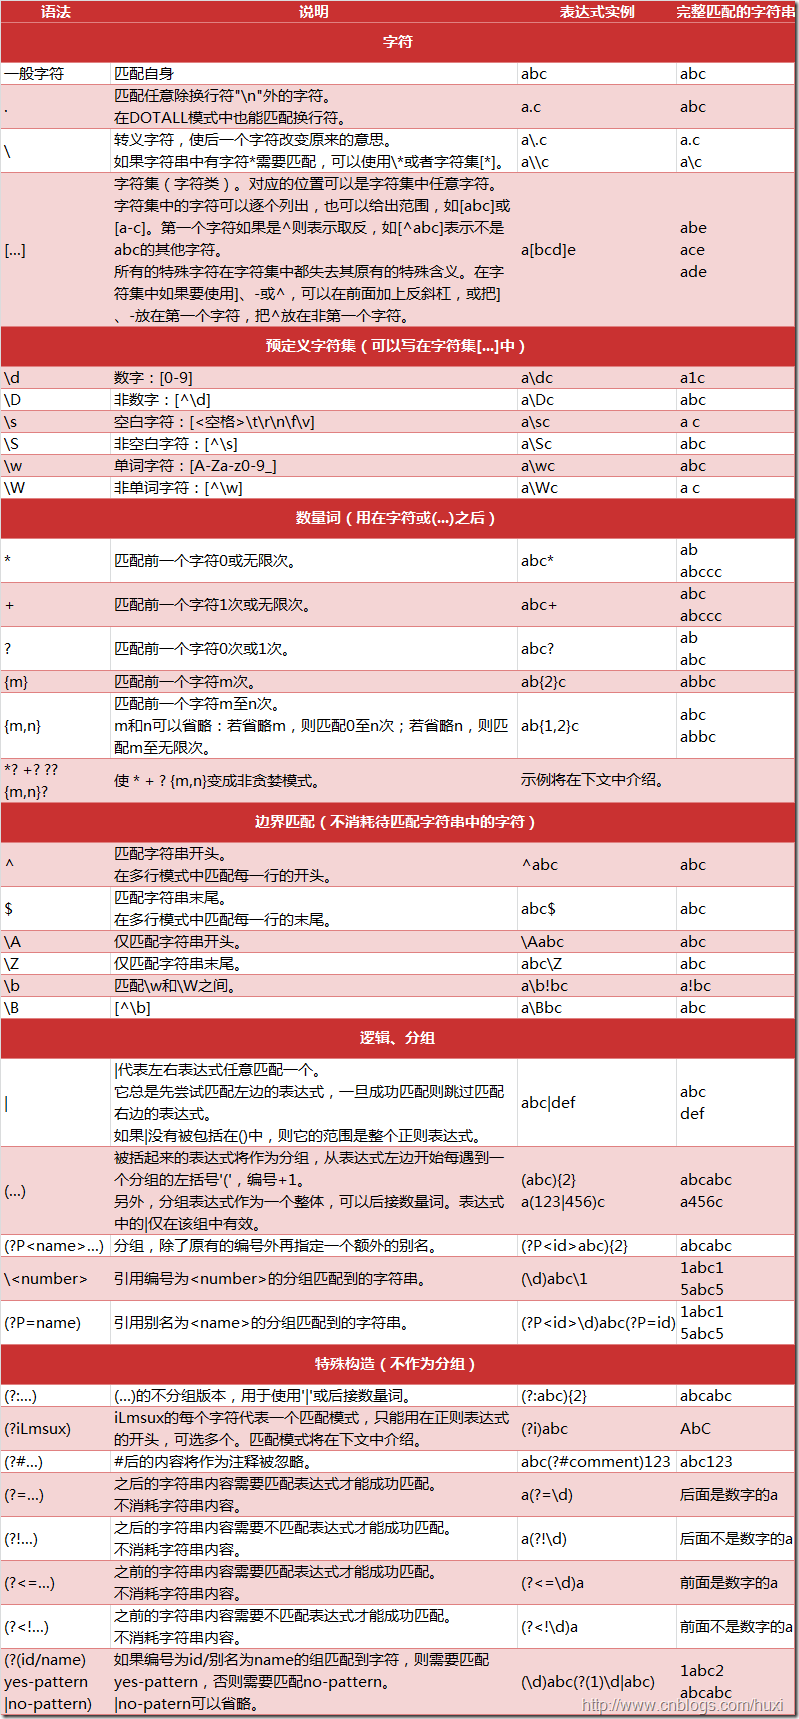 语法 说明 表达式实例 完整匹配的字符串
字符
一般字符 匹配自身 abc abc
. 匹配任意除换行符"\n"外的字符。
在DOTALL模式中也能匹配换行符。 a.c abc
\ 转义字符，使后一个字符改变原来的意思。 a\.c a.c
如果字符串中有字符*需要匹配，可以使用\*或者字符集[*]。 a\\c a\c
[...] 字符集（字符类）。对应的位置可以是字符集中任意字符。
字符集中的字符可以逐个列出，也可以给出范围，如[abc]或
[a-c]。第一个字符如果是^则表示取反，如[^abc]表示不是
abc的其他字符。
所有的特殊字符在字符集中都失去其原有的特殊含义。在字
符集中如果要使用]、-或^，可以在前面加上反斜杠，或把]
、-放在第一个字符，把^放在非第一个字符。
a[bcd]e
abe
ace
ade
预定义字符集（可以写在字符集[...]中）
\d 数字：[0-9] a\dc a1c
\D 非数字：[^\d] a\Dc abc
\s 空白字符：[<空格>\t\r\n\f\v] a\sc a c
\S 非空白字符：[^\s] a\Sc abc
\w 单词字符：[A-Za-z0-9_] a\wc abc
\W 非单词字符：[^\w] a\Wc a c
数量词（用在字符或(...)之后）
* 匹配前一个字符0或无限次。 abc* ab
abccc
+ 匹配前一个字符1次或无限次。 abc+ abc
abccc
? 匹配前一个字符0次或1次。 abc? ab
abc
{m} 匹配前一个字符m次。 ab{2}c abbc
{m,n} 匹配前一个字符m至n次。
m和n可以省略：若省略m，则匹配0至n次；若省略n，则匹
配m至无限次。
ab{1,2}c
abc
abbc
*? +? ??
{m,n}?
使 * + ? {m,n}变成非贪婪模式。 示例将在下文中介绍。
边界匹配（不消耗待匹配字符串中的字符）
^ 匹配字符串开头。
在多行模式中匹配每一行的开头。 ^abc abc
$ 匹配字符串末尾。
在多行模式中匹配每一行的末尾。 abc$ abc
\A 仅匹配字符串开头。 \Aabc abc
\Z 仅匹配字符串末尾。 abc\Z abc
\b 匹配\w和\W之间。 a\b!bc a!bc
\B [^\b] a\Bbc abc
逻辑、分组
| |代表左右表达式任意匹配一个。
它总是先尝试匹配左边的表达式，一旦成功匹配则跳过匹配
右边的表达式。
如果|没有被包括在()中，则它的范围是整个正则表达式。
abc|def
abc
def
(...) 被括起来的表达式将作为分组，从表达式左边开始每遇到一
个分组的左括号'('，编号+1。
另外，分组表达式作为一个整体，可以后接数量词。表达式
中的|仅在该组中有效。
(abc){2} abcabc
a(123|456)c a456c
(?P<name>...) 分组，除了原有的编号外再指定一个额外的别名。 (?P<id>abc){2} abcabc
\<number> 引用编号为<number>的分组匹配到的字符串。 (\d)abc\1 1abc1
5abc5
(?P=name) 引用别名为<name>的分组匹配到的字符串。 (?P<id>\d)abc(?P=id) 1abc1
5abc5
特殊构造（不作为分组）
(?:...) (...)的不分组版本，用于使用'|'或后接数量词。 (?:abc){2} abcabc
(?iLmsux) iLmsux的每个字符代表一个匹配模式，只能用在正则表达式
的开头，可选多个。匹配模式将在下文中介绍。 (?i)abc AbC
(?#...) #后的内容将作为注释被忽略。 abc(?#comment)123 abc123
(?=...) 之后的字符串内容需要匹配表达式才能成功匹配。
不消耗字符串内容。 a(?=\d) 后面是数字的a
(?!...) 之后的字符串内容需要不匹配表达式才能成功匹配。
不消耗字符串内容。 a(?!\d) 后面不是数字的a
(?<=...) 之前的字符串内容需要匹配表达式才能成功匹配。
不消耗字符串内容。 (?<=\d)a 前面是数字的a
(?<!...) 之前的字符串内容需要不匹配表达式才能成功匹配。
不消耗字符串内容。 (?<!\d)a 前面不是数字的a
(?(id/name)
yes-pattern
|no-pattern)
如果编号为id/别名为name的组匹配到字符，则需要匹配
yes-pattern，否则需要匹配no-pattern。
|no-patern可以省略。
(\d)abc(?(1)\d|abc)
1abc2
abcabc
http://www.cnblogs.com/huxi